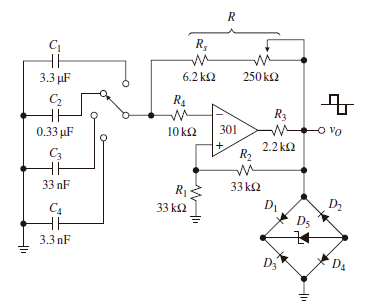 R
C₁
3.3 μF
Rₛ
6.2 kΩ
250 kΩ
C₂
0.33 μF
R₄
10 kΩ
−
+
301
R₃
2.2 kΩ
v_O
C₃
33 nF
R₂
33 kΩ
R₁
33 kΩ
C₄
3.3 nF
D₁
D₂
D₅
D₃
D₄